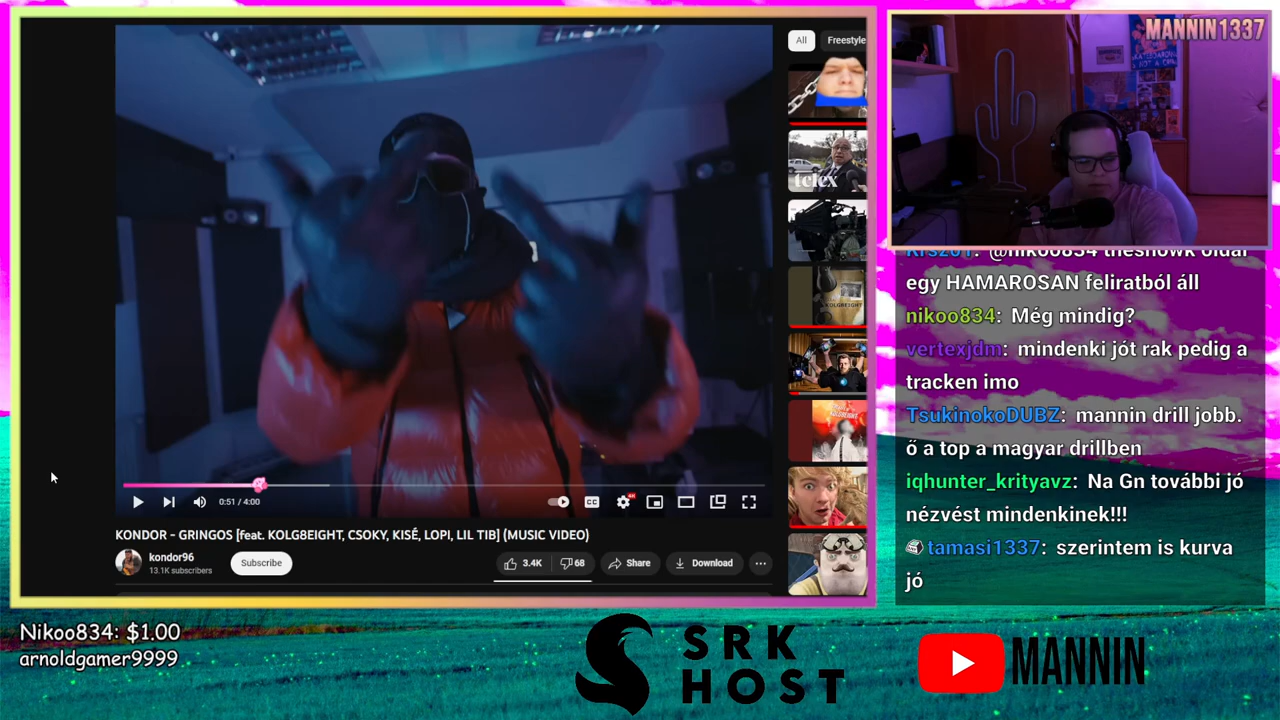 All
Freestyle
telex
KOLG8EIGHT
0:51 / 4:00
KONDOR - GRINGOS [feat. KOLG8EIGHT, CSOKY, KISÉ, LOPI, LIL TIB] (MUSIC VIDEO)
kondor96
13.1K subscribers
Subscribe
3.4K
68
Share
Download
MANNIN1337
@nikoo834 theshowk oldal
egy HAMAROSAN feliratból áll
nikoo834: Még mindig?
vertexjdm: mindenki jót rak pedig a
tracken imo
TsukinokoDUBZ: mannin drill jobb.
ő a top a magyar drillben
iqhunter_krityavz: Na Gn további jó
nézvést mindenkinek!!!
tamasi1337: szerintem is kurva
jó
Nikoo834: $1.00
arnoldgamer9999
SRK
HOST
MANNIN